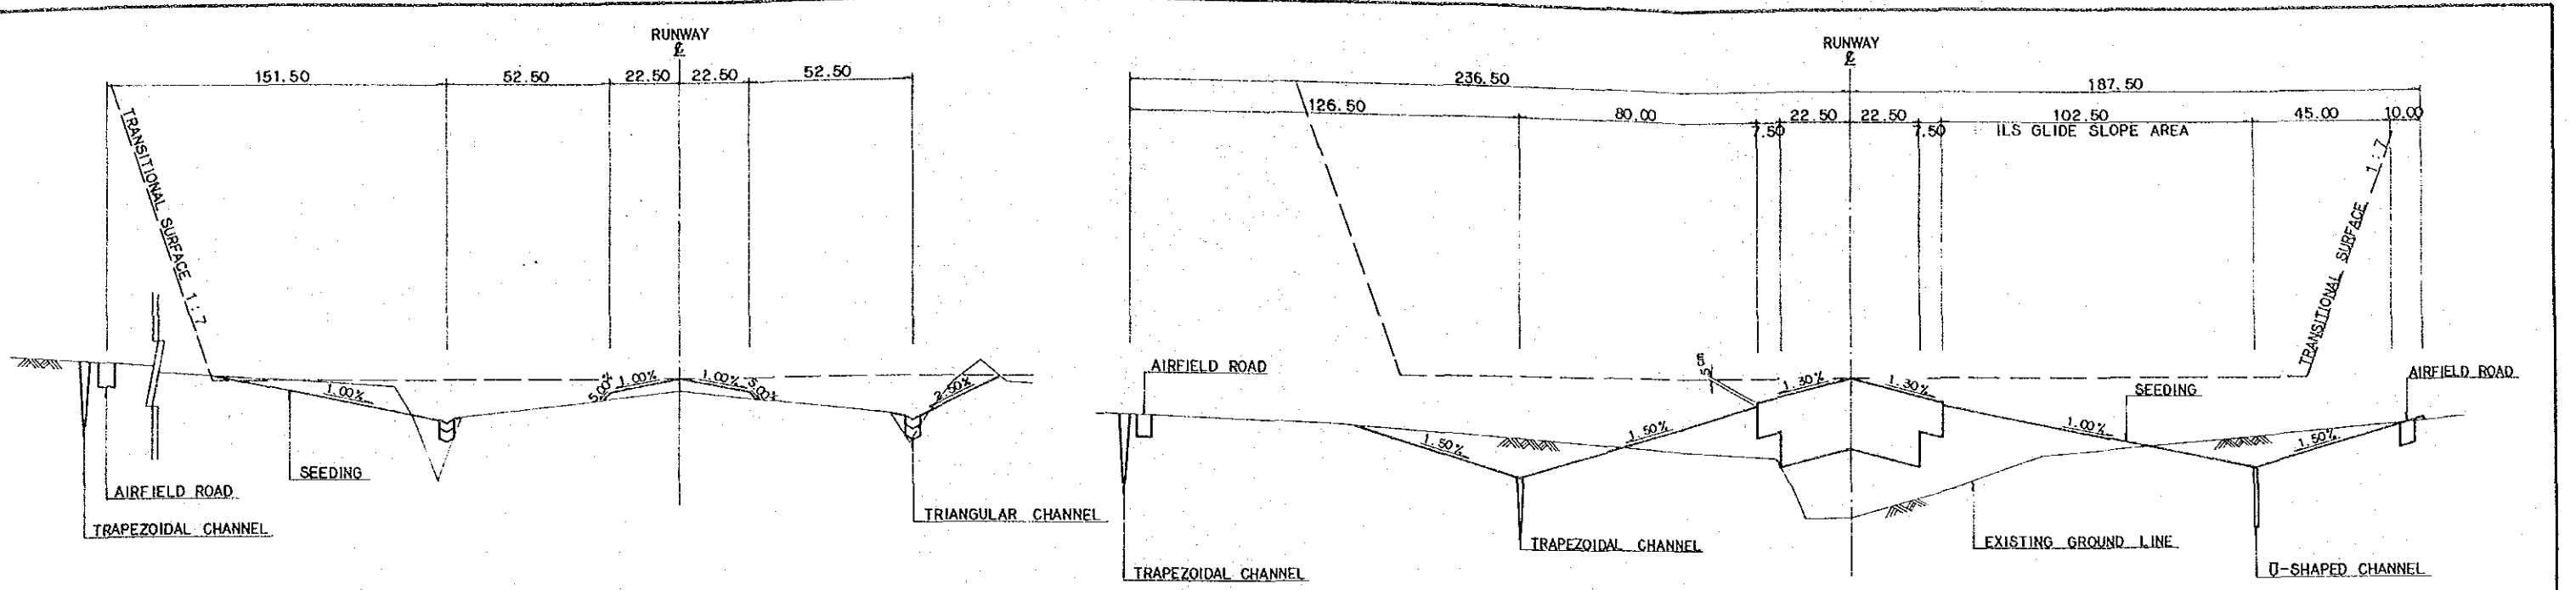 RUNWAY
℄
151.50
52.50
22.50
22.50
52.50
TRANSITIONAL SURFACE 1:7
1.00%
5.00%
1.00%
1.00%
5.00%
2.50%
SEEDING
AIRFIELD ROAD
TRAPEZOIDAL CHANNEL
TRIANGULAR CHANNEL
RUNWAY
℄
236.50
187.50
126.50
80.00
7.50
22.50
22.50
7.50
102.50
45.00
10.00
ILS GLIDE SLOPE AREA
TRANSITIONAL SURFACE 1:7
AIRFIELD ROAD
1.30%
1.30%
SEEDING
AIRFIELD ROAD
1.50%
1.50%
1.00%
1.50%
TRAPEZOIDAL CHANNEL
EXISTING GROUND LINE
TRAPEZOIDAL CHANNEL
U-SHAPED CHANNEL